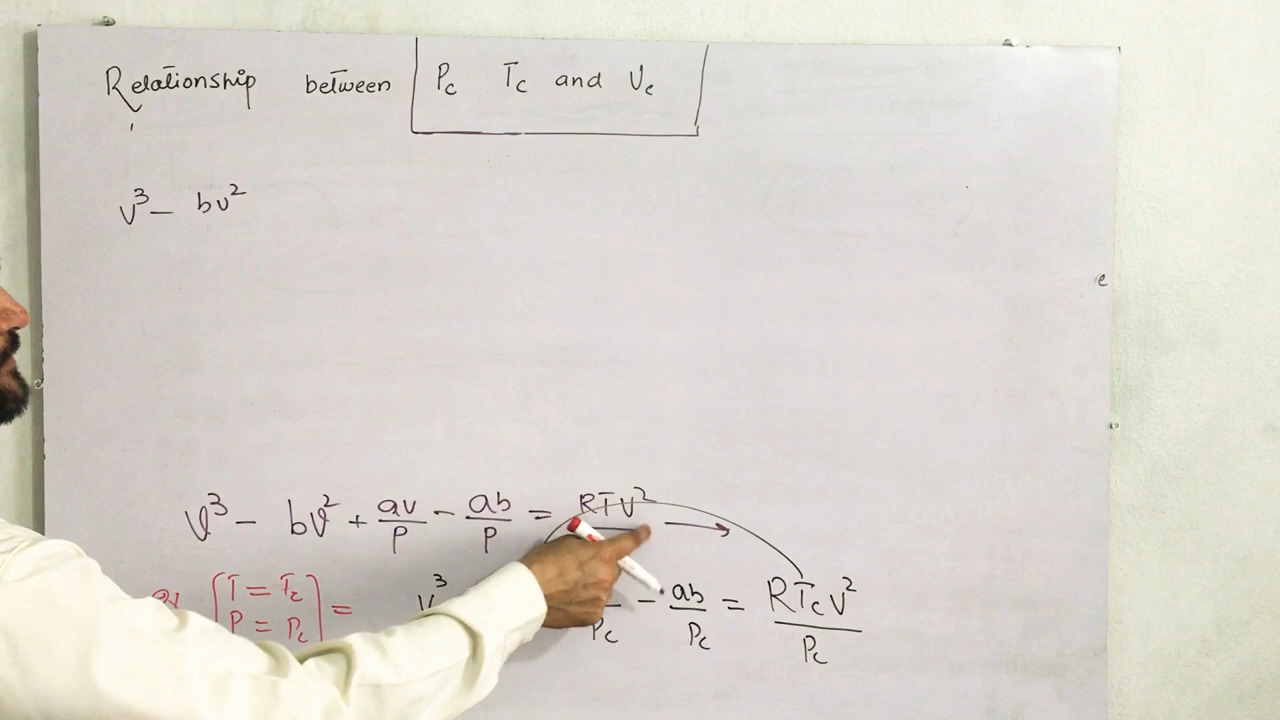 Relationship between Pc Tc and Vc
v³ – bv²
e
V³ – bV² + av/P – ab/P = RTV²
[T = Tc
P = Pc] = V³ Pc – ab/Pc = RTcV²/Pc